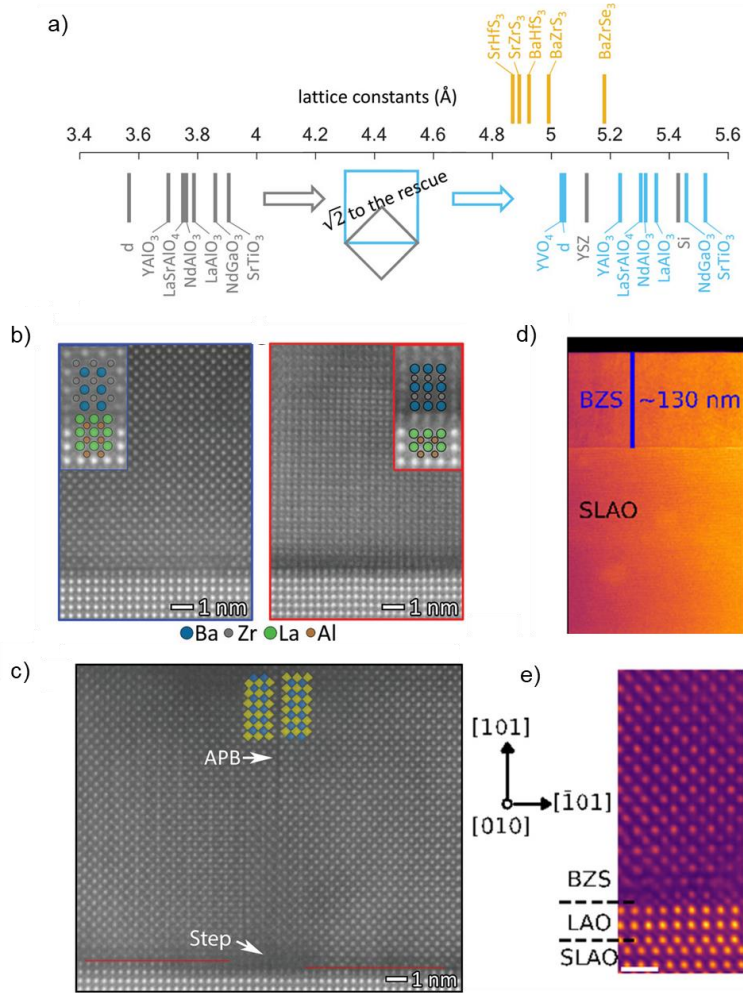 a)
SrHfS3
SrZrS3
BaHfS3
BaZrS3
BaZrSe3
lattice constants (Å)
3.4 3.6 3.8 4 4.2 4.4 4.6 4.8 5 5.2 5.4 5.6
√2 to the rescue
d
YAlO3
LaSrAlO4
NdAlO3
LaAlO3
NdGaO3
SrTiO3
YVO4
d
YSZ
YAlO3
LaSrAlO4
NdAlO3
LaAlO3
Si
NdGaO3
SrTiO3
b)
1 nm
1 nm
Ba Zr La Al
d)
BZS ~130 nm
SLAO
c)
APB
Step
1 nm
[101]
[1̄01]
[010]
e)
BZS
LAO
SLAO